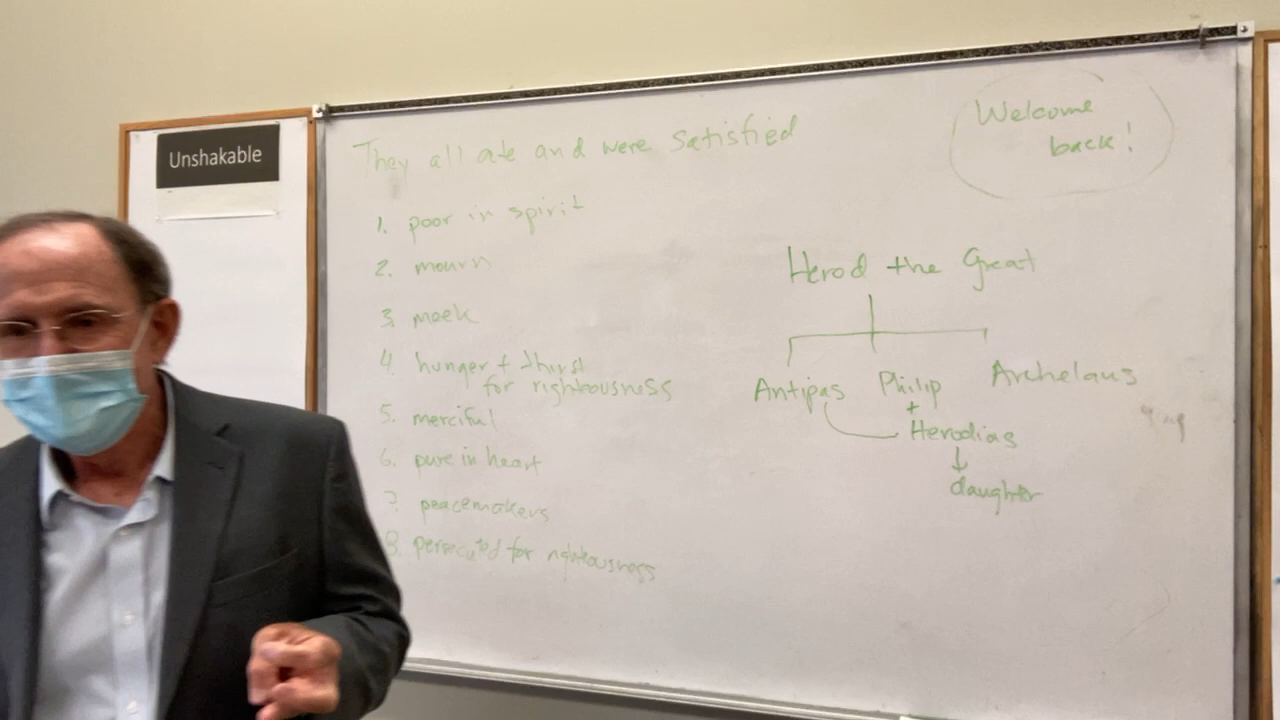 Unshakable
They all ate and were satisfied
Welcome
back!
1. poor in spirit
2. mourn
3. meek
4. hunger + thirst
for righteousness
5. merciful
6. pure in heart
7. peacemakers
8. persecuted for righteousness
Herod the Great
Antipas Philip Archelaus
+
Herodias
daughter